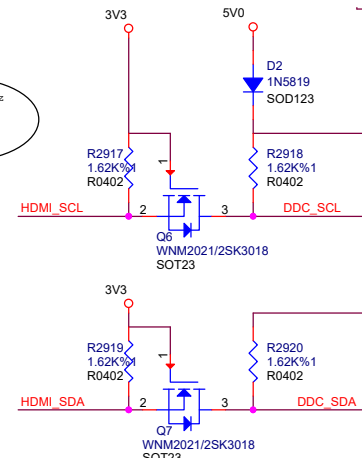 3V3
5V0
z
D2
1N5819
SOD123
R2917
1.62K%1
R0402
1
R2918
1.62K%1
R0402
HDMI_SCL
2
3
DDC_SCL
Q6
WNM2021/2SK3018
SOT23
3V3
R2919
1.62K%1
R0402
1
R2920
1.62K%1
R0402
HDMI_SDA
2
3
DDC_SDA
Q7
WNM2021/2SK3018
SOT23